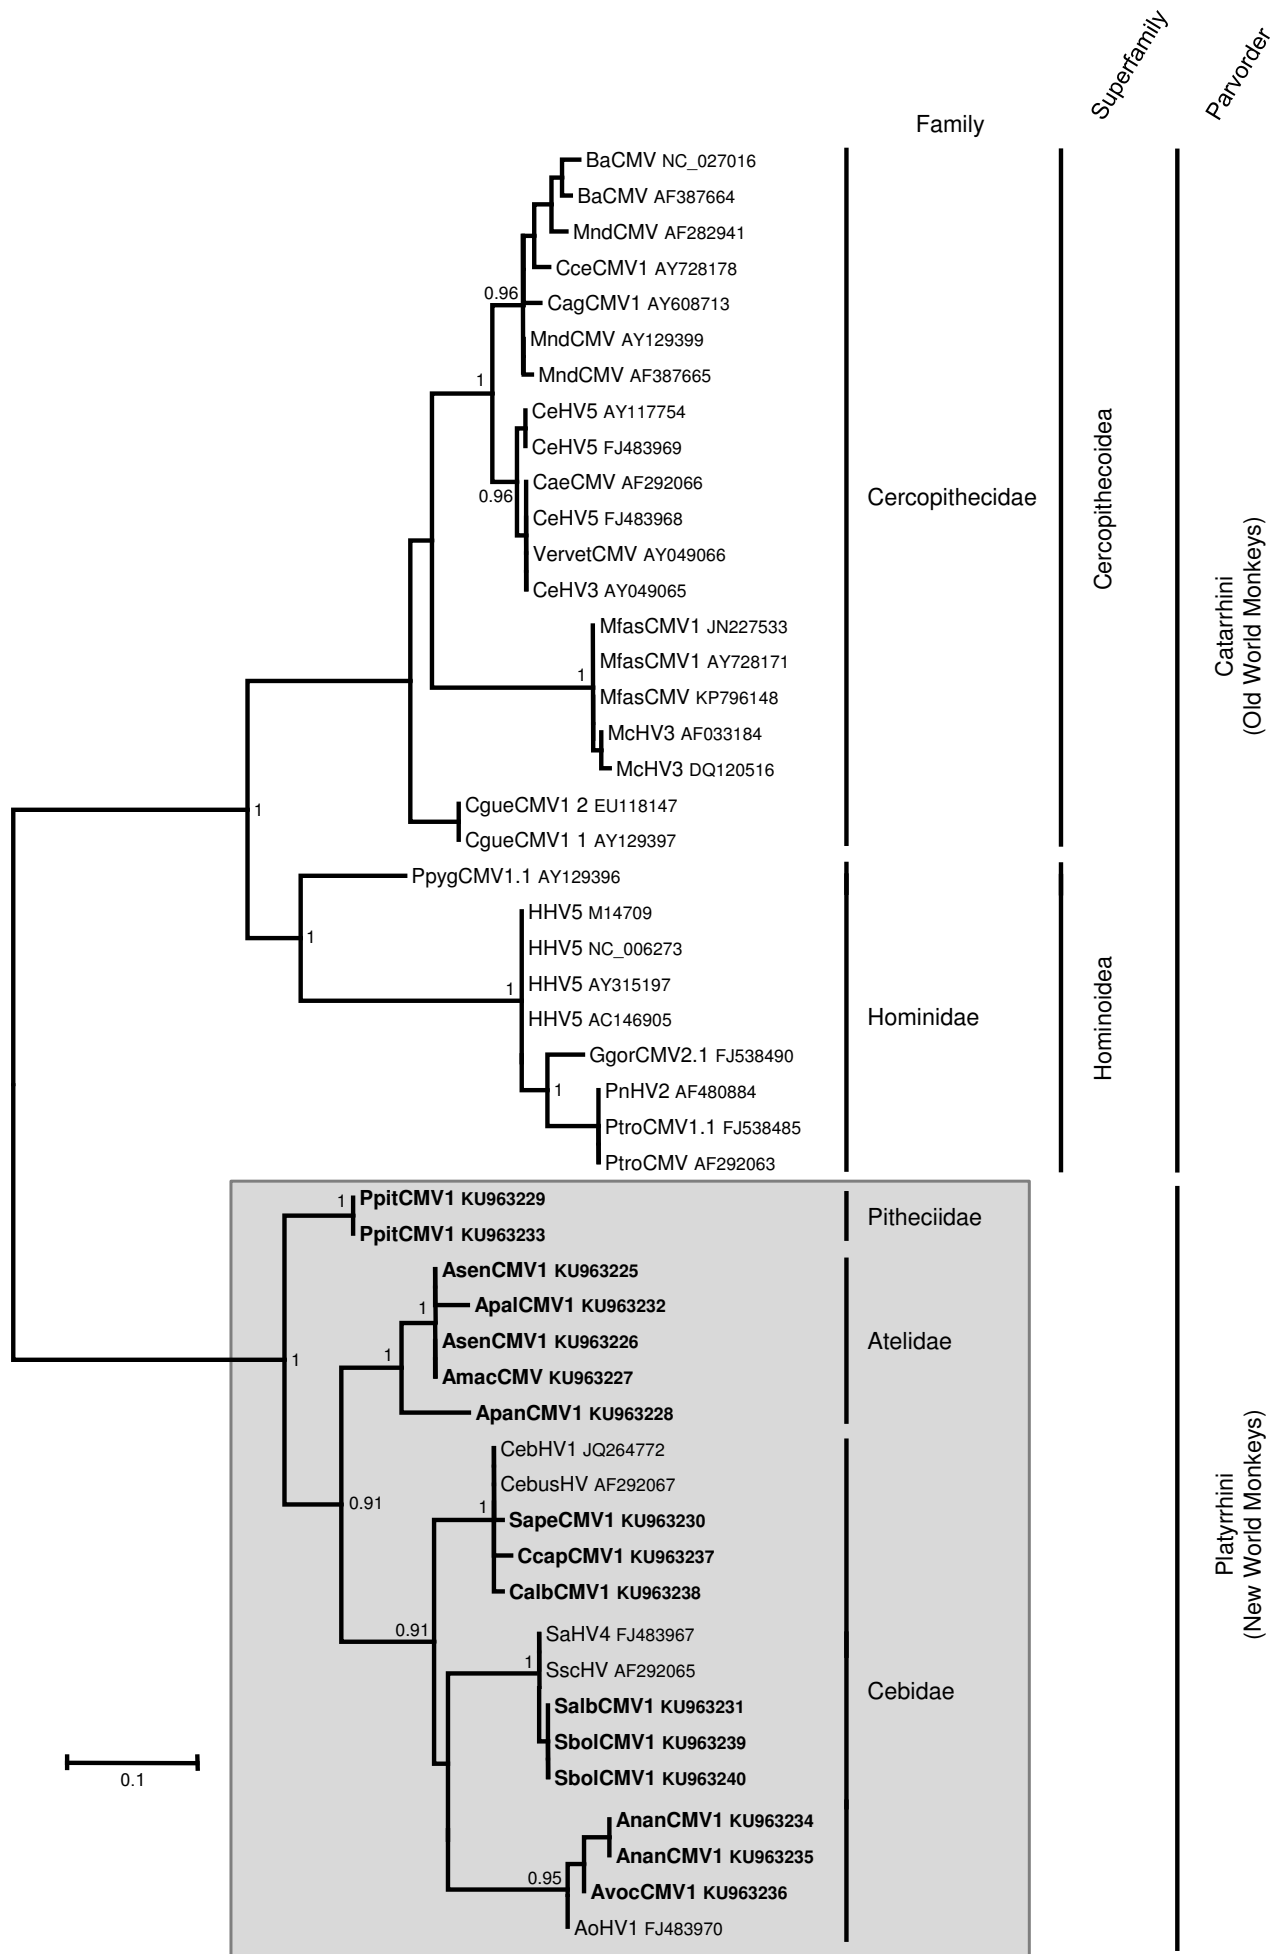 Superfamily
Parvorder
Family
BaCMV NC_027016
BaCMV AF387664
MndCMV AF282941
CceCMV1 AY728178
0.96
CagCMV1 AY608713
MndCMV AY129399
MndCMV AF387665
1
CeHV5 AY117754
CeHV5 FJ483969
CaeCMV AF292066
0.96
CeHV5 FJ483968
VervetCMV AY049066
CeHV3 AY049065
Cercopithecidae
Cercopithecoidea
MfasCMV1 JN227533
MfasCMV1 AY728171
1
MfasCMV KP796148
McHV3 AF033184
McHV3 DQ120516
Catarrhini
(Old World Monkeys)
CgueCMV1 2 EU118147
1
CgueCMV1 1 AY129397
PpygCMV1.1 AY129396
1
HHV5 M14709
HHV5 NC_006273
1
HHV5 AY315197
HHV5 AC146905
Hominidae
Hominoidea
GgorCMV2.1 FJ538490
1
PnHV2 AF480884
PtroCMV1.1 FJ538485
PtroCMV AF292063
1
PpitCMV1 KU963229
PpitCMV1 KU963233
Pitheciidae
AsenCMV1 KU963225
1
ApalCMV1 KU963232
AsenCMV1 KU963226
Atelidae
1
1
AmacCMV KU963227
ApanCMV1 KU963228
CebHV1 JQ264772
CebusHV AF292067
0.91
1
SapeCMV1 KU963230
CcapCMV1 KU963237
CalbCMV1 KU963238
Platyrrhini
(New World Monkeys)
0.91
SaHV4 FJ483967
1
SscHV AF292065
Cebidae
SalbCMV1 KU963231
SbolCMV1 KU963239
SbolCMV1 KU963240
0.1
AnanCMV1 KU963234
AnanCMV1 KU963235
0.95
AvocCMV1 KU963236
AoHV1 FJ483970